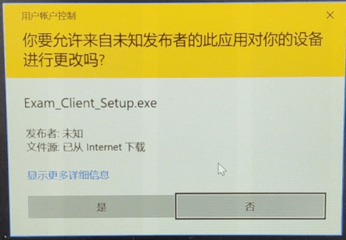 用户帐户控制
你要允许来自未知发布者的此应用对你的设备
进行更改吗?
Exam_Client_Setup.exe
发布者: 未知
文件源: 已从 Internet 下载
显示更多详细信息
是
否